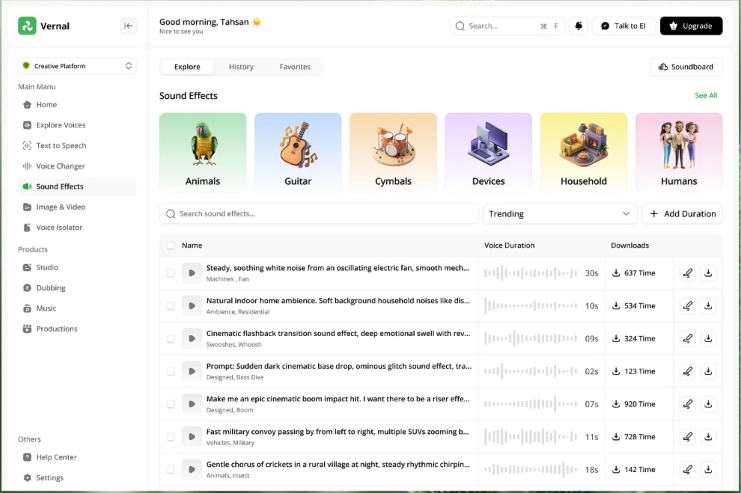 Vernal
Good morning, Tahsan
Nice to see you
Search...
⌘ F
Talk to El
Upgrade
Creative Platform
Main Manu
Home
Explore Voices
Text to Speech
Voice Changer
Sound Effects
Image & Video
Voice Isolator
Products
Studio
Dubbing
Music
Productions
Others
Help Center
Settings
Explore
History
Favorites
Soundboard
Sound Effects
See All
Animals
Guitar
Cymbals
Devices
Household
Humans
Search sound effects...
Trending
+ Add Duration
Name
Voice Duration
Downloads
Steady, soothing white noise from an oscillating electric fan, smooth mech...
Machines , Fan
30s
637 Time
Natural indoor home ambience. Soft background household noises like dis...
Ambience, Residential
10s
534 Time
Cinematic flashback transition sound effect, deep emotional swell with rev...
Swooshes, Whoosh
09s
324 Time
Prompt: Sudden dark cinematic base drop, ominous glitch sound effect, tra...
Designed, Bass Dive
02s
123 Time
Make me an epic cinematic boom impact hit. I want there to be a riser effe...
Designed, Boom
07s
920 Time
Fast military convoy passing by from left to right, multiple SUVs zooming b...
Vehicles, Military
11s
728 Time
Gentle chorus of crickets in a rural village at night, steady rhythmic chirpin...
Animals, Insect
18s
142 Time